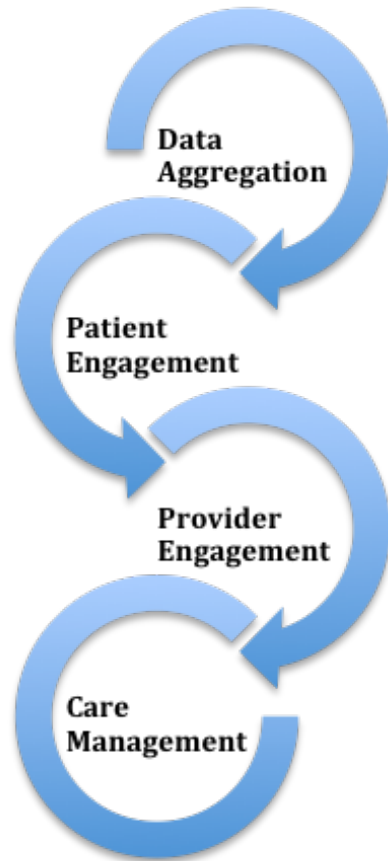 Data
Aggregation
Patient
Engagement
Provider
Engagement
Care
Management